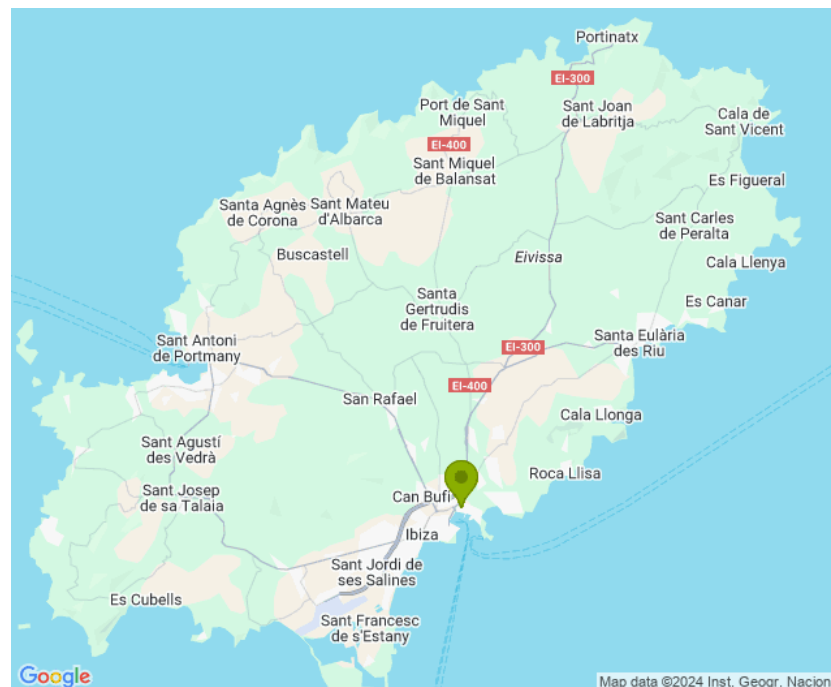 Portinatx
EI-300
Port de Sant
Miquel
Sant Joan
de Labritja
Cala de
Sant Vicent
EI-400
Sant Miquel
de Balansat
Es Figueral
Santa Agnès
de Corona
Sant Mateu
d'Albarca
Sant Carles
de Peralta
Buscastell
Eivissa
Cala Llenya
Santa
Gertrudis
de Fruitera
Es Canar
Sant Antoni
de Portmany
Santa Eulària
des Riu
EI-300
EI-400
San Rafael
Cala Llonga
Sant Agustí
des Vedrà
Roca Llisa
Sant Josep
de sa Talaia
Can Bufí
Ibiza
Sant Jordi de
ses Salines
Es Cubells
Sant Francesc
de s'Estany
Google
Map data ©2024 Inst. Geogr. Nacion